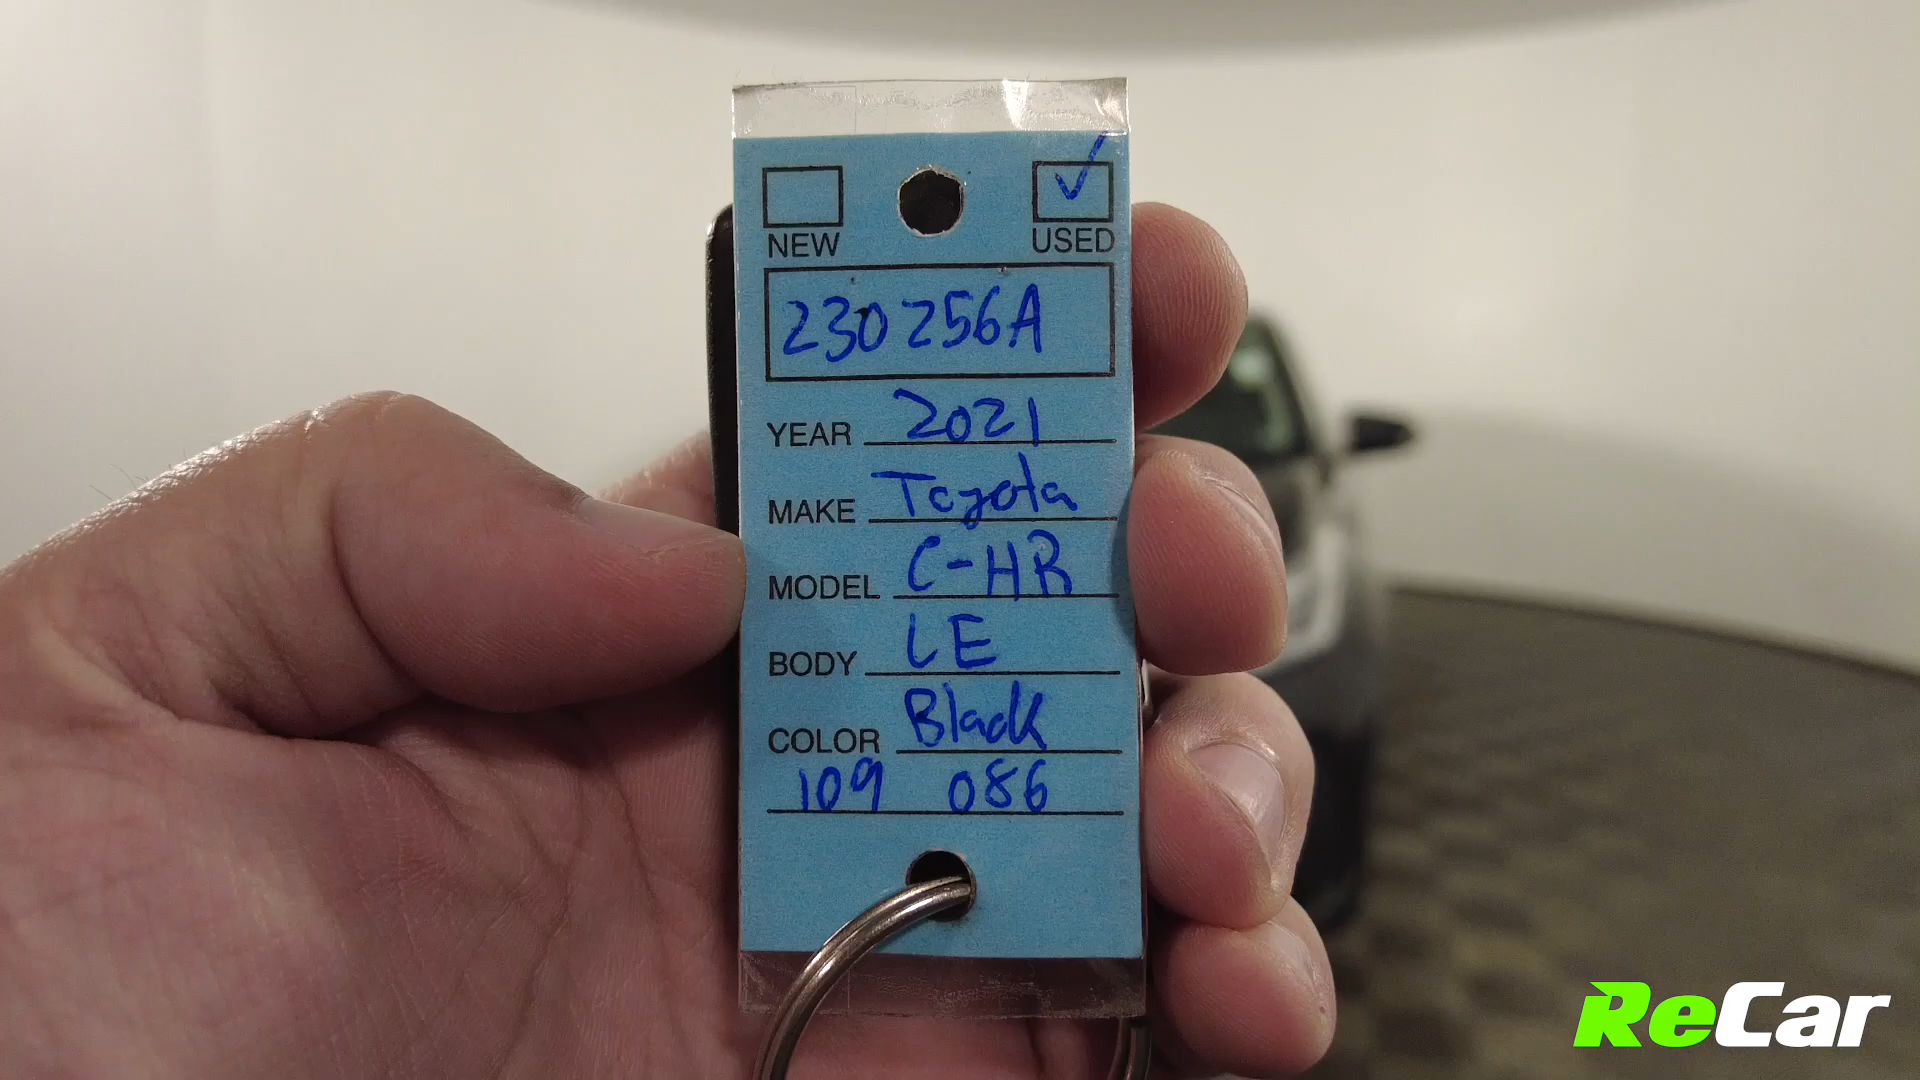 NEW USED
230256A
YEAR 2021
MAKE Toyota
MODEL C-HR
BODY LE
COLOR Black
109 086
ReCar